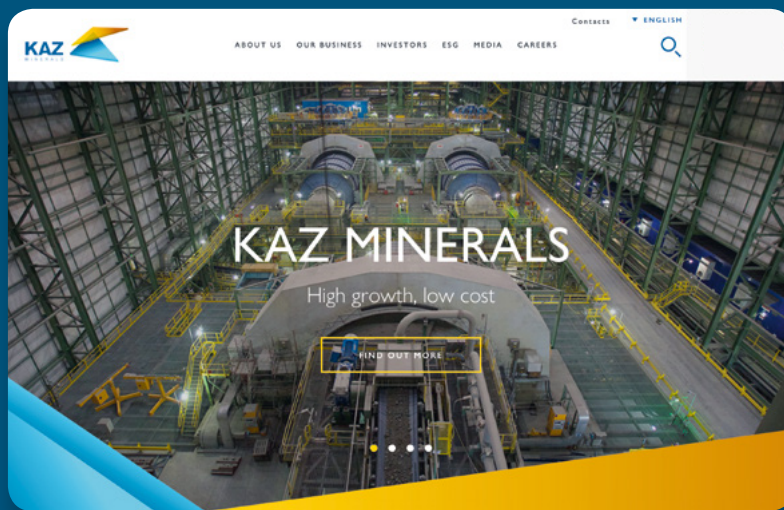 Contacts ▼ ENGLISH
KAZ
MINERALS
ABOUT US OUR BUSINESS INVESTORS ESG MEDIA CAREERS
KAZ MINERALS
High growth, low cost
FIND OUT MORE